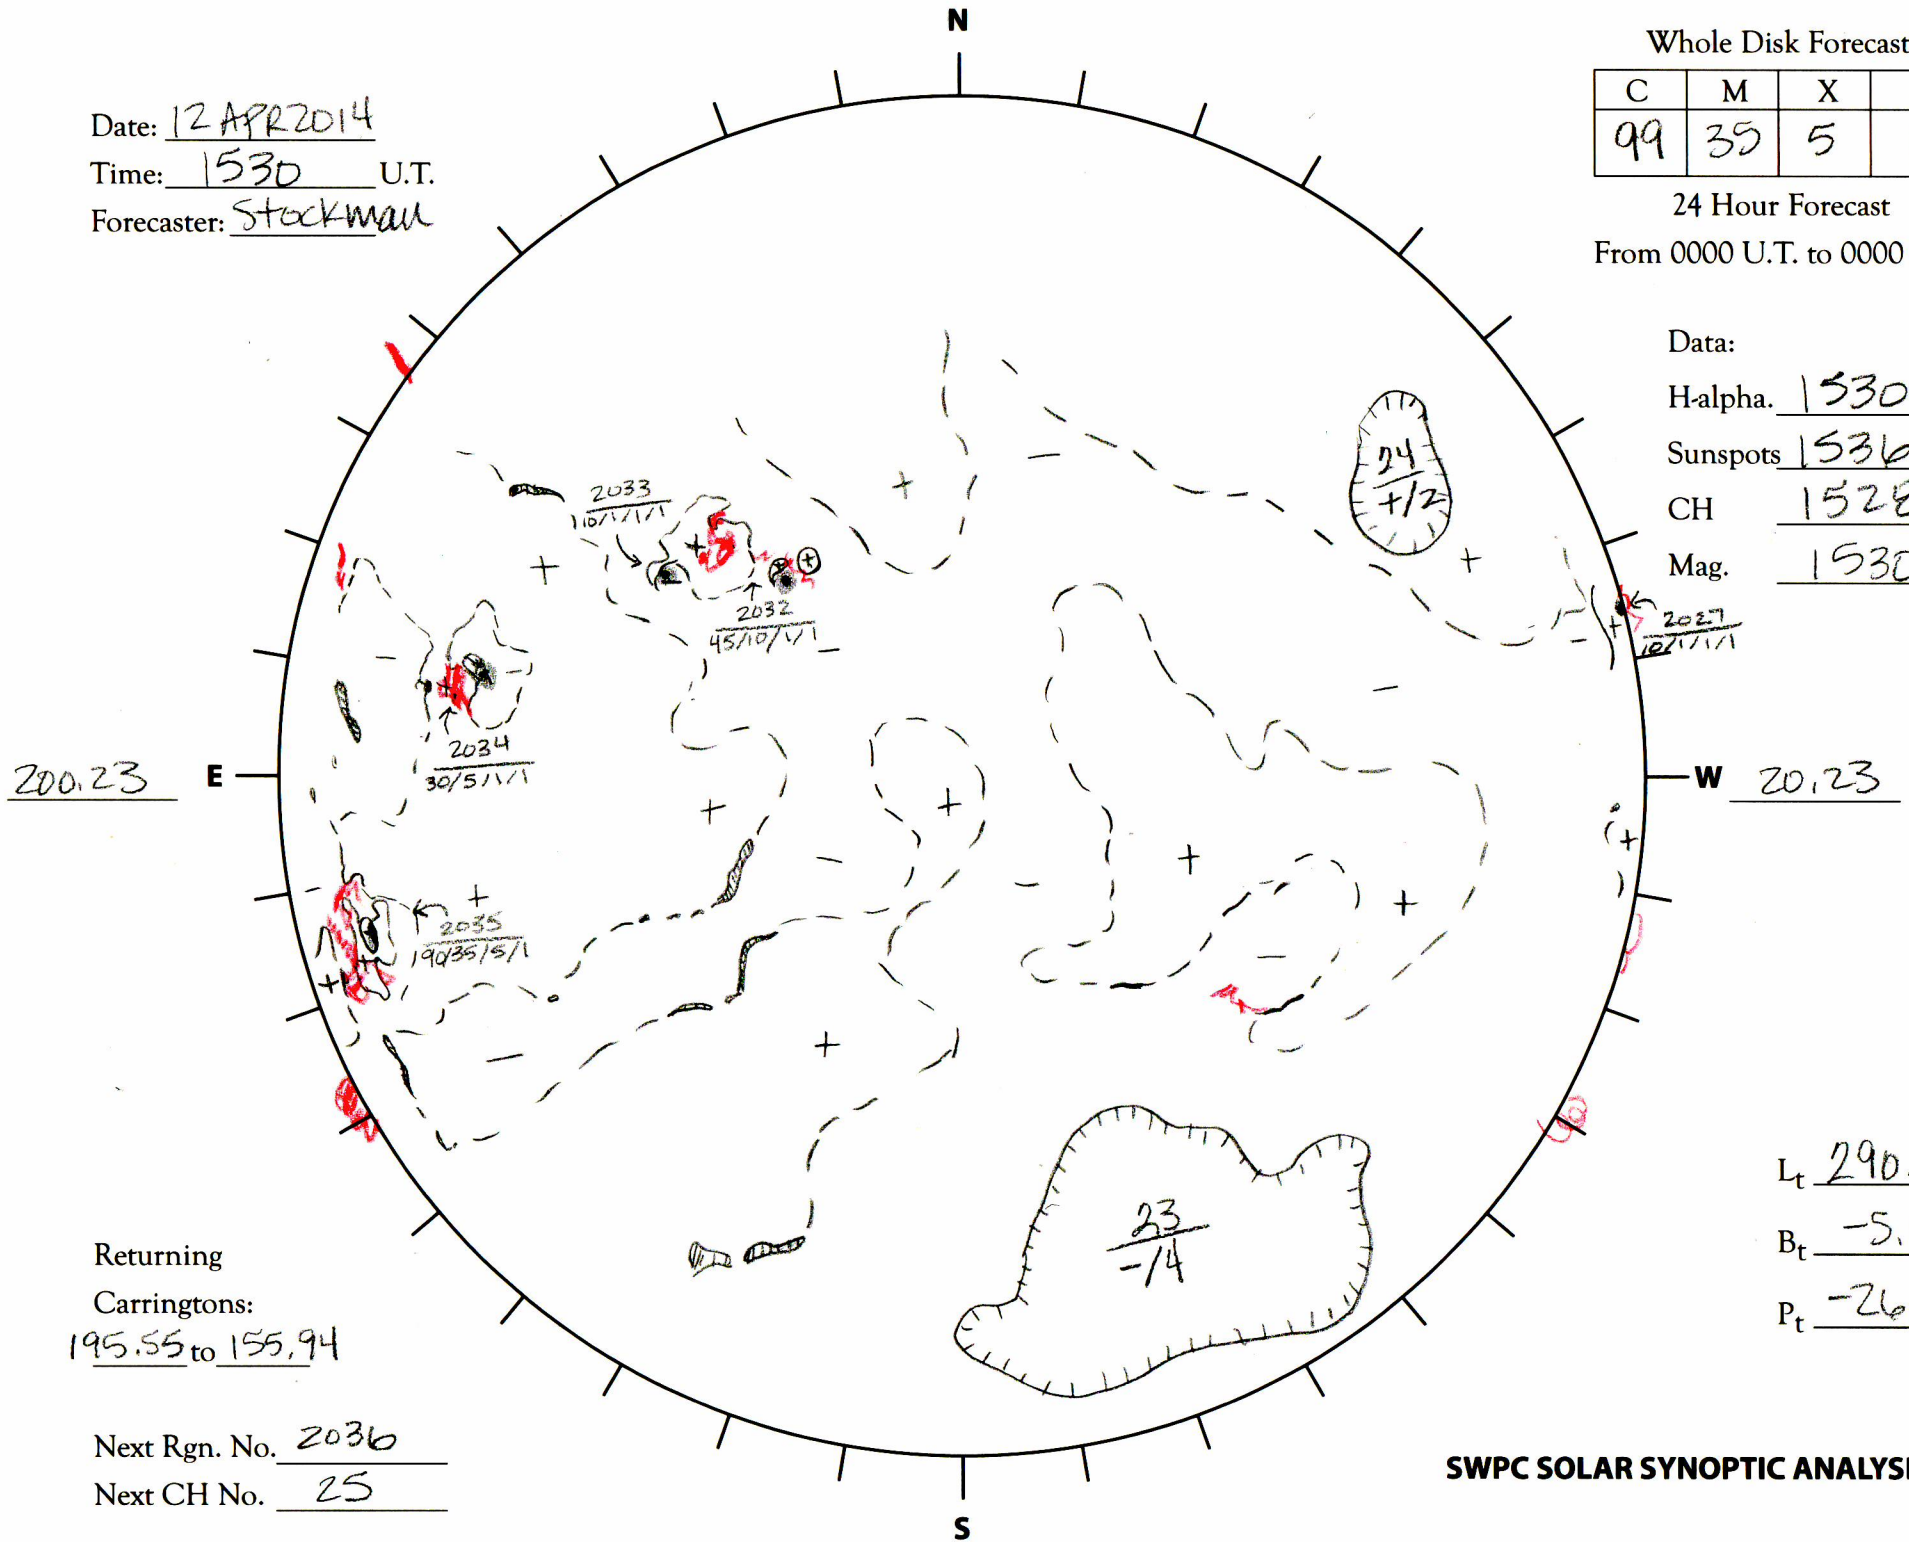 N
Whole Disk Forecast
C M X
99 35 5
24 Hour Forecast
From 0000 U.T. to 0000
Date: 12 APR 2014
Time: 1530 U.T.
Forecaster: Stockman
Data:
H-alpha. 1530
Sunspots 1536
CH 1528
Mag. 1530
24
+/2
2033
10/1/1/1
2032
45/10/1/1
2027
10/1/1/1
2034
30/5/1/1
200.23 E
W 20.23
2035
190/35/5/1
23
-/4
Lt 290.
Bt -5.
Pt -26
Returning
Carringtons:
195.55 to 155.94
Next Rgn. No. 2036
Next CH No. 25
SWPC SOLAR SYNOPTIC ANALYSI
S